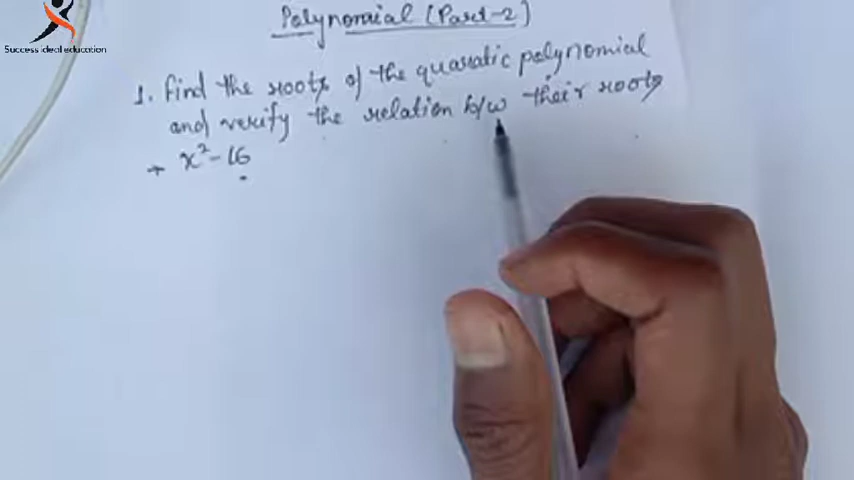 Success ideal education
Polynomial (Part-2)
1. Find the roots of the quadratic polynomial
and verify the relation b/w their roots
→ x² - 16